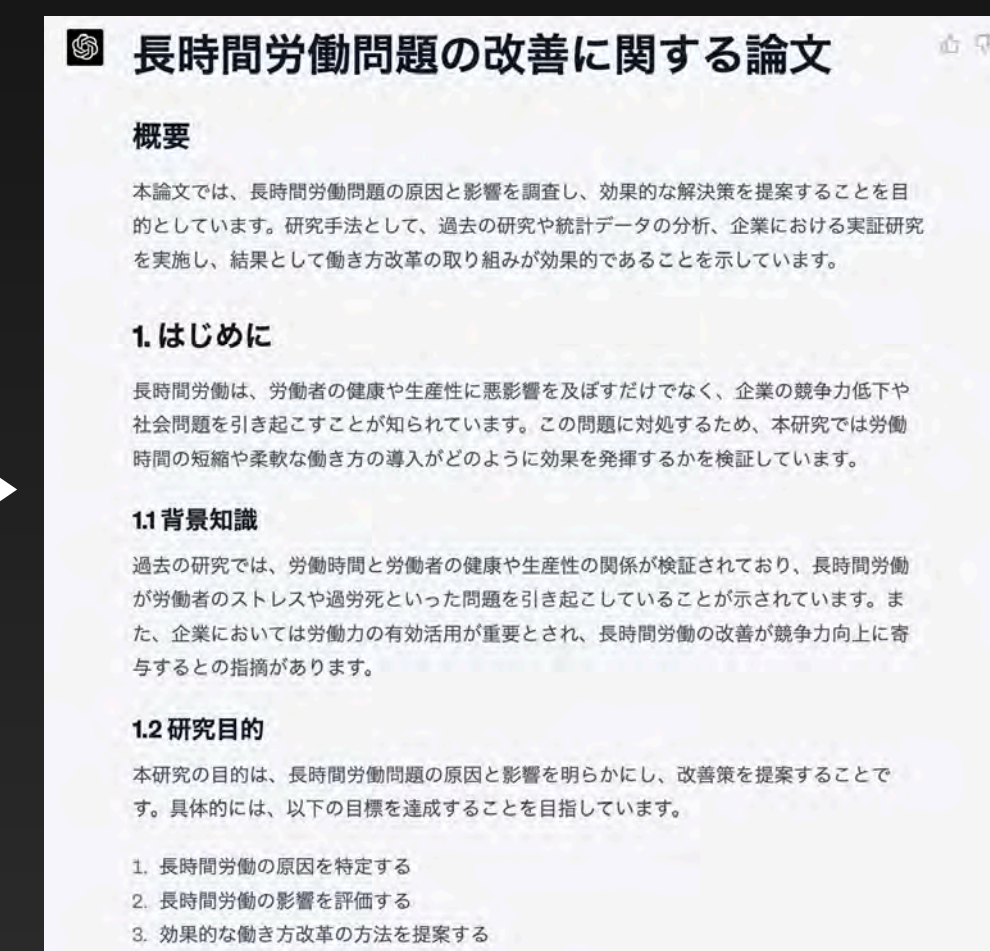 長時間労働問題の改善に関する論文
概要
本論文では、長時間労働問題の原因と影響を調査し、効果的な解決策を提案することを目
的としています。研究手法として、過去の研究や統計データの分析、企業における実証研究
を実施し、結果として働き方改革の取り組みが効果的であることを示しています。
1. はじめに
長時間労働は、労働者の健康や生産性に悪影響を及ぼすだけでなく、企業の競争力低下や
社会問題を引き起こすことが知られています。この問題に対処するため、本研究では労働
時間の短縮や柔軟な働き方の導入がどのように効果を発揮するかを検証しています。
1.1 背景知識
過去の研究では、労働時間と労働者の健康や生産性の関係が検証されており、長時間労働
が労働者のストレスや過労死といった問題を引き起こしていることが示されています。ま
た、企業においては労働力の有効活用が重要とされ、長時間労働の改善が競争力向上に寄
与するとの指摘があります。
1.2 研究目的
本研究の目的は、長時間労働問題の原因と影響を明らかにし、改善策を提案することで
す。具体的には、以下の目標を達成することを目指しています。
1. 長時間労働の原因を特定する
2. 長時間労働の影響を評価する
3. 効果的な働き方改革の方法を提案する